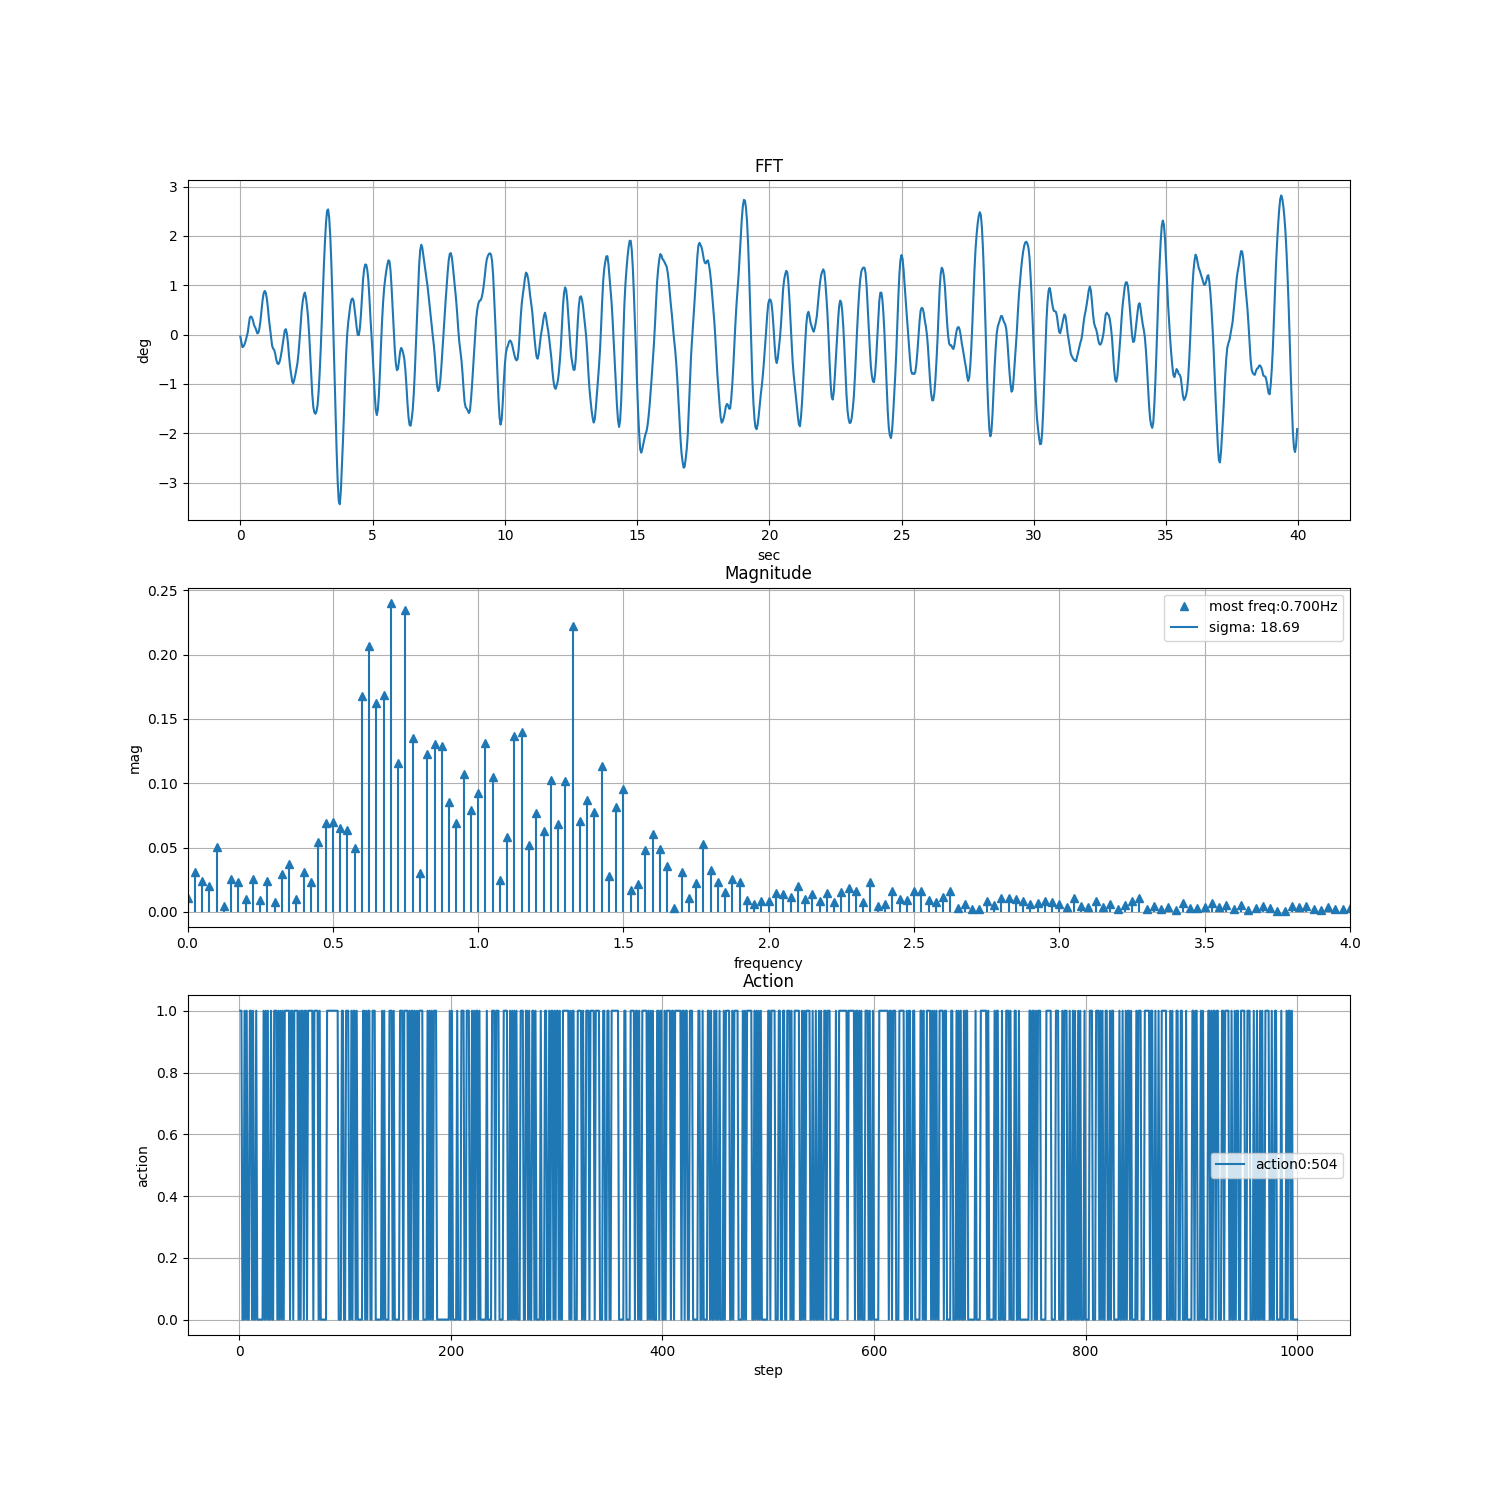 FFT
3
2
1
0
−1
−2
−3
deg
0 5 10 15 20 25 30 35 40
sec
Magnitude
0.25
0.20
0.15
0.10
0.05
0.00
mag
most freq:0.700Hz
sigma: 18.69
0.0 0.5 1.0 1.5 2.0 2.5 3.0 3.5 4.0
frequency
Action
1.0
0.8
0.6
0.4
0.2
0.0
action
action0:504
0 200 400 600 800 1000
step